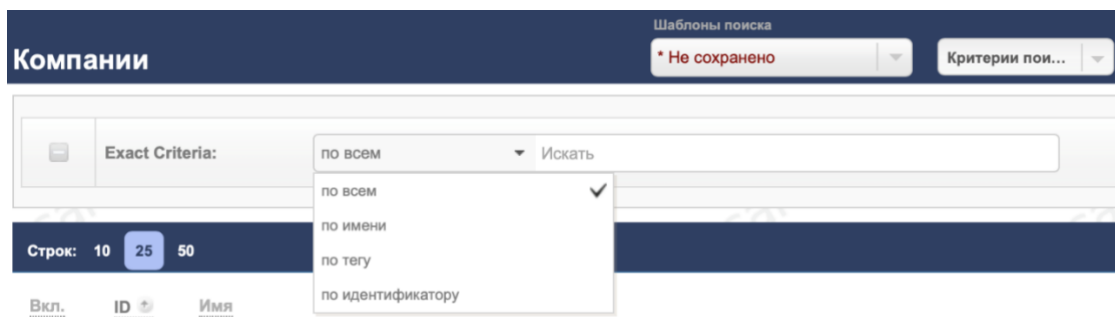 Шаблоны поиска
Компании
* Не сохранено
Критерии пои...
Exact Criteria:
по всем
Искать
по всем
по имени
по тегу
по идентификатору
Строк: 10 25 50
Вкл. ID Имя